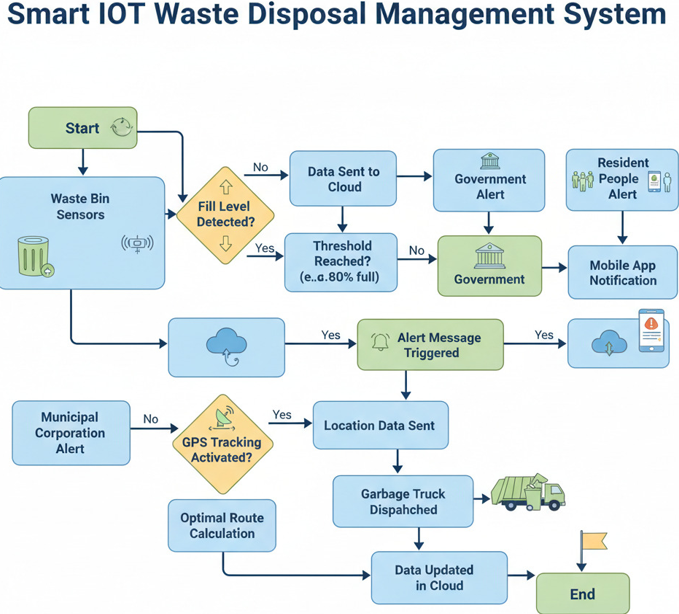 Smart IOT Waste Disposal Management System
Start
Waste Bin
Sensors
Fill Level
Detected?
No
Yes
Data Sent to
Cloud
Government
Alert
Resident
People
Alert
Threshold
Reached?
(e..a.80% full)
No
Government
Mobile App
Notification
Yes
Alert Message
Triggered
Yes
Municipal
Corporation
Alert
No
GPS Tracking
Activated?
Yes
Location Data Sent
Garbage Truck
Dispahched
Optimal Route
Calculation
Data Updated
in Cloud
End